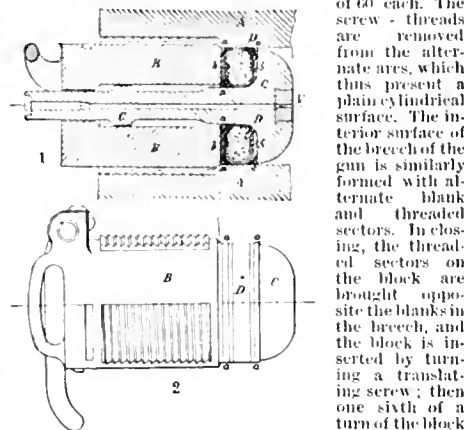 of 60 each. The
screw - threads
are removed
from the alter-
nate arcs, which
thus present a
plain cylindrical
surface. The in-
terior surface of
the breech of the
gun is similarly
formed with al-
ternate blank
and threaded
sectors. In clos-
ing, the thread-
ed sectors on
the block are
brought oppo-
site the blanks in
the breech, and
the block is in-
serted by turn-
ing a translat-
ing screw; then
one sixth of a
turn of the block
A
D
B
b
b
C
G
D
F
B
b
b
1
A
B
D
C
2